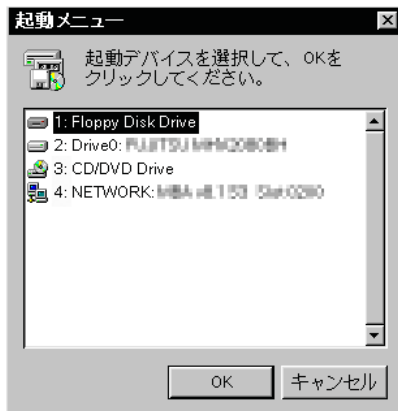 起動メニュー
起動デバイスを選択して、OKを
クリックしてください。
1: Floppy Disk Drive
2: Drive0:
3: CD/DVD Drive
4: NETWORK:
OK
キャンセル